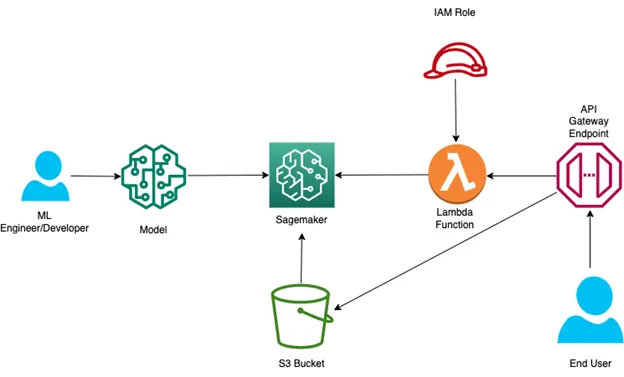 IAM Role
API
Gateway
Endpoint
ML
Engineer/Developer
Model
Sagemaker
Lambda
Function
S3 Bucket
End User